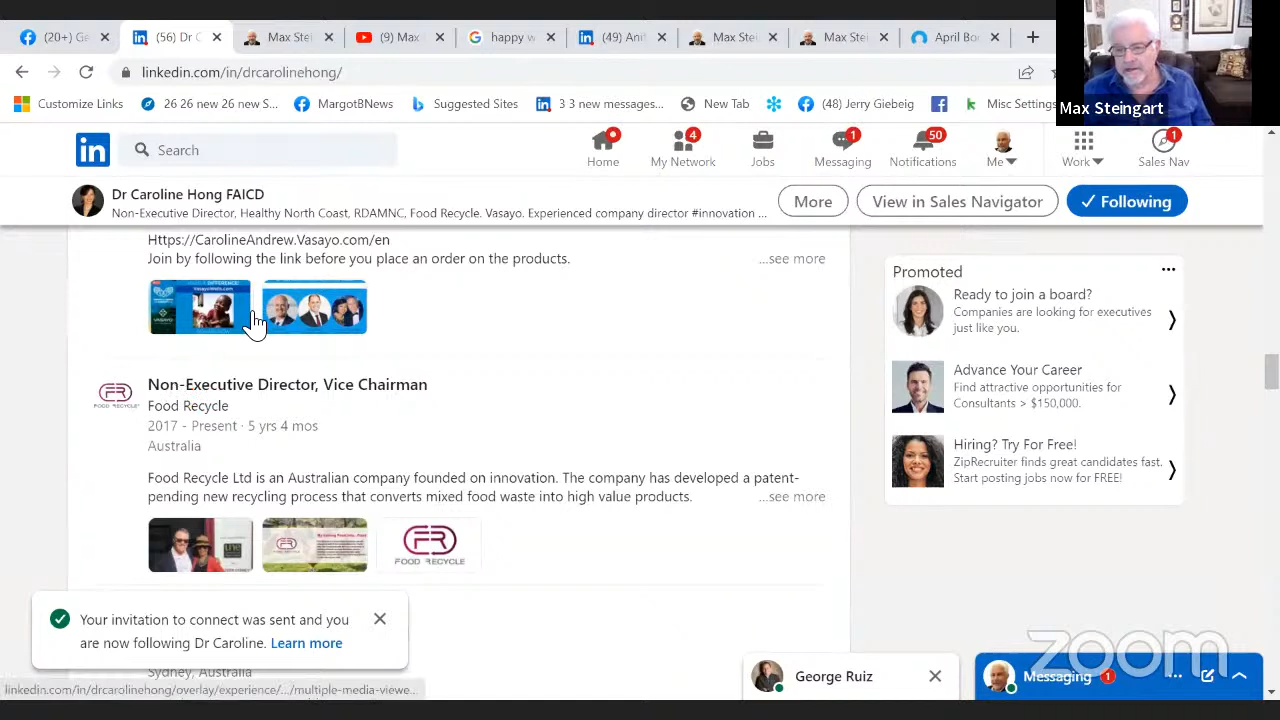 (20+) Ge
(56) Dr C
Max Stei
(9) Max
happy w
(49) Anit
Max Stei
Max Stei
April Bo
linkedin.com/in/drcarolinehong/
Customize Links
26 26 new 26 new S...
MargotBNews
Suggested Sites
3 3 new messages...
New Tab
(48) Jerry Giebeig
Misc Settings
Max Steingart
in
Search
Home
4
My Network
Jobs
1
Messaging
50
Notifications
Me
Work
1
Sales Nav
Dr Caroline Hong FAICD
Non-Executive Director, Healthy North Coast, RDAMNC, Food Recycle. Vasayo. Experienced company director #innovation ...
More
View in Sales Navigator
Following
Https://CarolineAndrew.Vasayo.com/en
Join by following the link before you place an order on the products.
...see more
Non-Executive Director, Vice Chairman
Food Recycle
2017 - Present · 5 yrs 4 mos
Australia
Food Recycle Ltd is an Australian company founded on innovation. The company has developed a patent-
pending new recycling process that converts mixed food waste into high value products.
...see more
FR
FOOD RECYCLE
Promoted
Ready to join a board?
Companies are looking for executives
just like you.
Advance Your Career
Find attractive opportunities for
Consultants > $150,000.
Hiring? Try For Free!
ZipRecruiter finds great candidates fast.
Start posting jobs now for FREE!
Your invitation to connect was sent and you
are now following Dr Caroline. Learn more
Sydney, Australia
linkedin.com/in/drcarolinehong/overlay/experience/.../multiple-media-viewe...
George Ruiz
Messaging 1
zoom